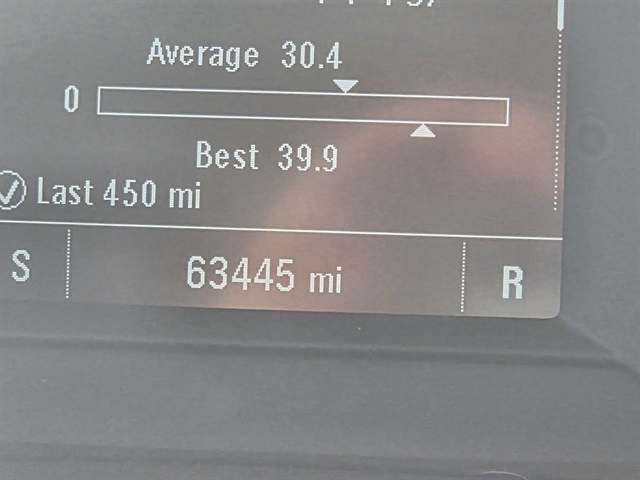 Average 30.4
0
Best 39.9
Last 450 mi
S 63445 mi R